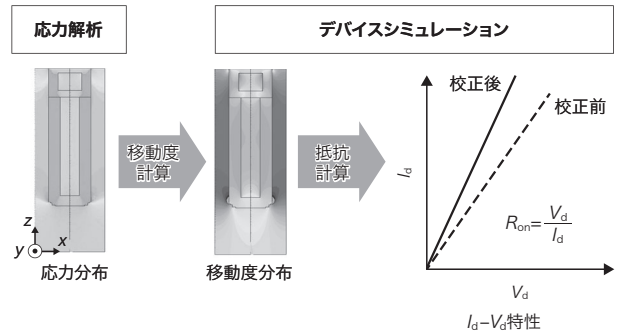 応力解析
デバイスシミュレーション
z
y
x
応力分布
移動度
計算
移動度分布
抵抗
計算
校正後
校正前
Id
Ron=Vd/Id
Vd
Id−Vd特性